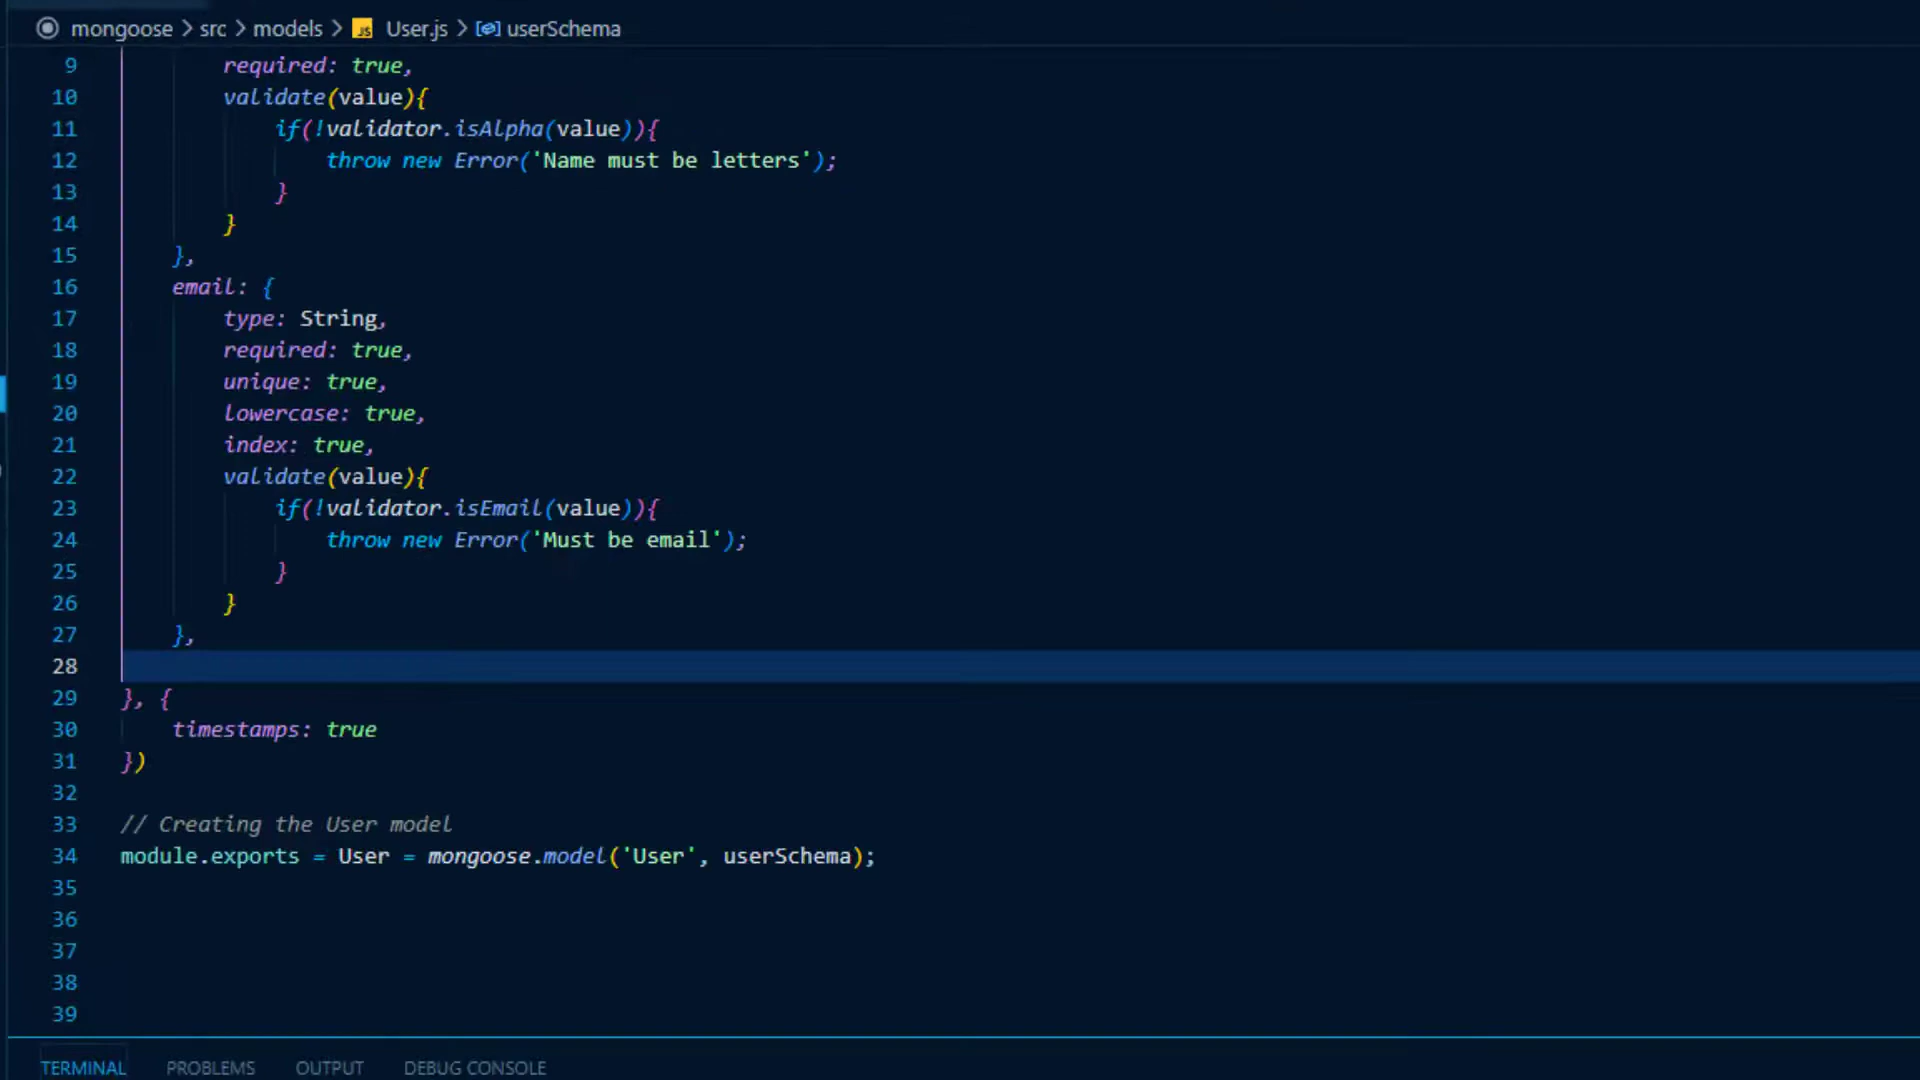 mongoose > src > models > JS User.js > userSchema
9 required: true,
10 validate(value){
11 if(!validator.isAlpha(value)){
12 throw new Error('Name must be letters');
13 }
14 }
15 },
16 email: {
17 type: String,
18 required: true,
19 unique: true,
20 lowercase: true,
21 index: true,
22 validate(value){
23 if(!validator.isEmail(value)){
24 throw new Error('Must be email');
25 }
26 }
27 },
28
29 }, {
30 timestamps: true
31 })
32
33 // Creating the User model
34 module.exports = User = mongoose.model('User', userSchema);
35
36
37
38
39
TERMINAL PROBLEMS OUTPUT DEBUG CONSOLE